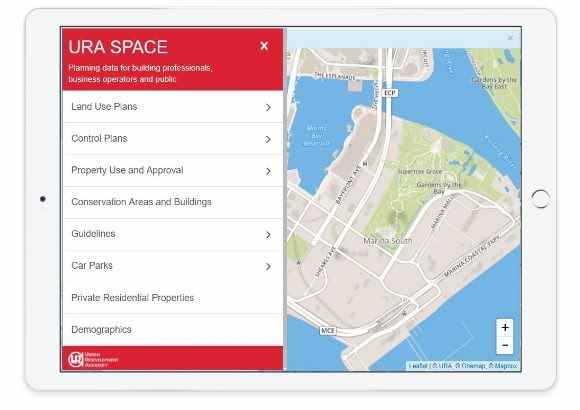 URA SPACE
X
Planning data for building professionals,
business operators and public
Land Use Plans
Control Plans
Property Use and Approval
Conservation Areas and Buildings
Guidelines
Car Parks
Private Residential Properties
Demographics
URBAN
REDEVELOPMENT
AUTHORITY
THE ESPLANADE
ECP
Gardens by the
Bay East
Marina
Bay
Reservoir
BAYFRONT AVE
Supertree Grove
Gardens by the
Bay
MARINA MALL
Marina South
SHEARES AVE
MARINA COASTAL EXPY
MCE
+
−
Leaflet | © URA, © Onemap, © Mapbox